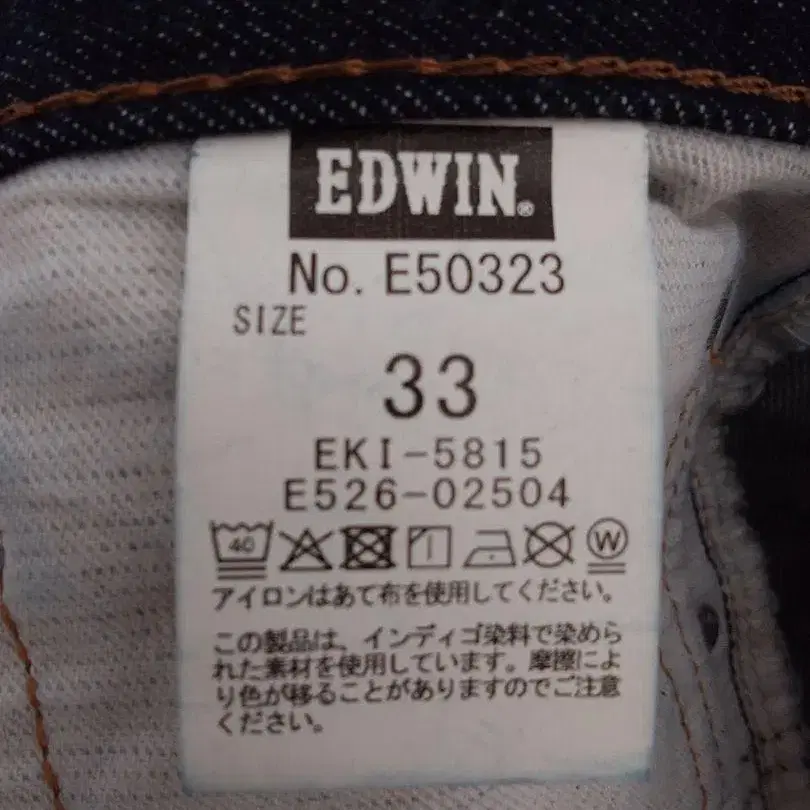 EDWIN®
No. E50323
SIZE
33
EKI-5815
E526-02504
40 W
アイロンはあて布を使用してください。
この製品は、インディゴ染料で染めら
れた素材を使用しています。摩擦によ
り色が移ることがありますのでご注意
ください。